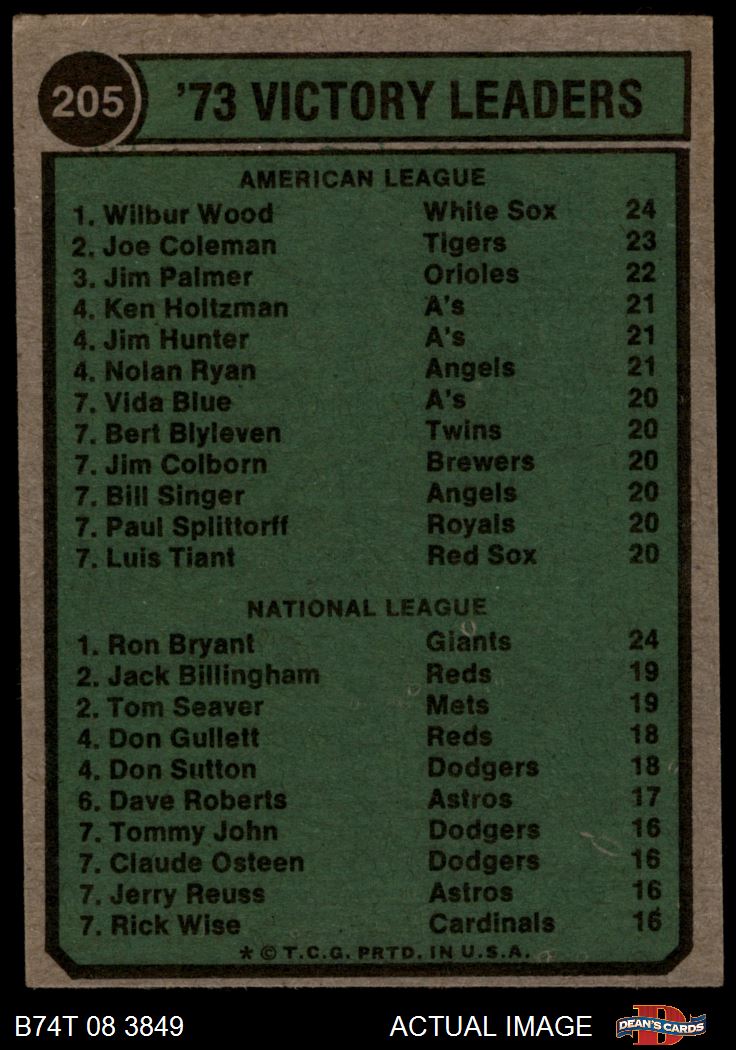 205 '73 VICTORY LEADERS
AMERICAN LEAGUE
1. Wilbur Wood White Sox 24
2. Joe Coleman Tigers 23
3. Jim Palmer Orioles 22
4. Ken Holtzman A's 21
4. Jim Hunter A's 21
4. Nolan Ryan Angels 21
7. Vida Blue A's 20
7. Bert Blyleven Twins 20
7. Jim Colborn Brewers 20
7. Bill Singer Angels 20
7. Paul Splittorff Royals 20
7. Luis Tiant Red Sox 20
NATIONAL LEAGUE
1. Ron Bryant Giants 24
2. Jack Billingham Reds 19
2. Tom Seaver Mets 19
4. Don Gullett Reds 18
4. Don Sutton Dodgers 18
6. Dave Roberts Astros 17
7. Tommy John Dodgers 16
7. Claude Osteen Dodgers 16
7. Jerry Reuss Astros 16
7. Rick Wise Cardinals 16
* © T.C.G. PRTD. IN U.S.A.
B74T 08 3849 ACTUAL IMAGE D DEAN'S CARDS